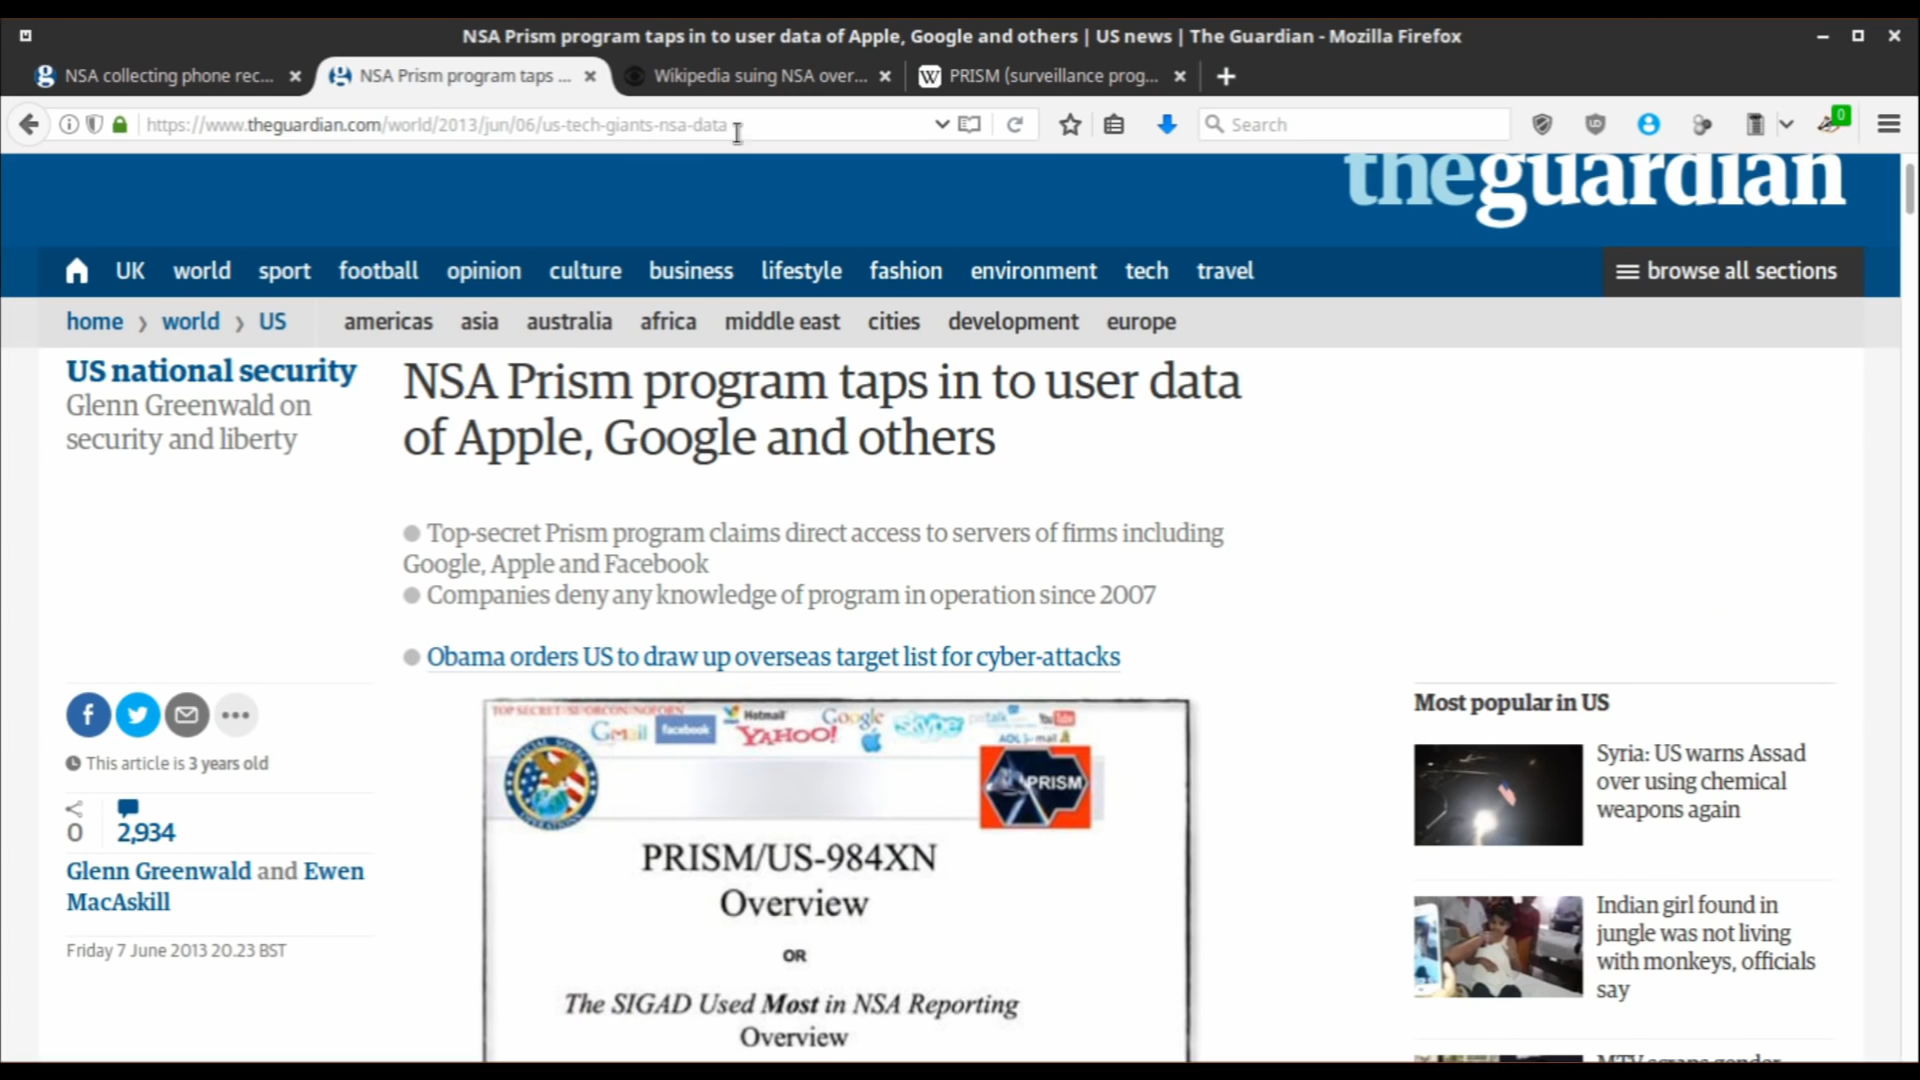 NSA Prism program taps in to user data of Apple, Google and others | US news | The Guardian - Mozilla Firefox
NSA collecting phone rec...
NSA Prism program taps ...
Wikipedia suing NSA over...
PRISM (surveillance prog...
https://www.theguardian.com/world/2013/jun/06/us-tech-giants-nsa-data
Search
0
theguardian
UK world sport football opinion culture business lifestyle fashion environment tech travel
browse all sections
home › world › US americas asia australia africa middle east cities development europe
US national security
Glenn Greenwald on
security and liberty
NSA Prism program taps in to user data
of Apple, Google and others
Top-secret Prism program claims direct access to servers of firms including
Google, Apple and Facebook
Companies deny any knowledge of program in operation since 2007
Obama orders US to draw up overseas target list for cyber-attacks
This article is 3 years old
0 2,934
Glenn Greenwald and Ewen
MacAskill
Friday 7 June 2013 20.23 BST
TOP SECRET//SI//ORCON//NOFORN
Gmail facebook Hotmail YAHOO! Google skype paltalk YouTube AOL mail
PRISM
PRISM/US-984XN
Overview
OR
The SIGAD Used Most in NSA Reporting
Overview
Most popular in US
Syria: US warns Assad
over using chemical
weapons again
Indian girl found in
jungle was not living
with monkeys, officials
say